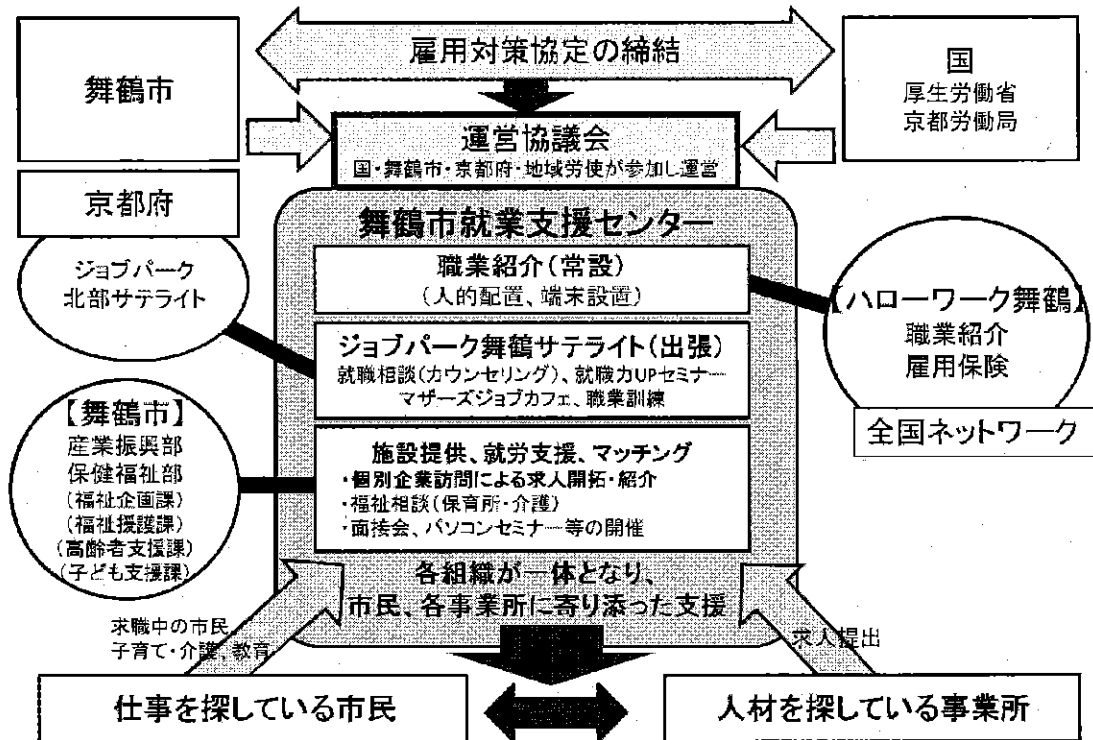 雇用対策協定の締結
舞鶴市
国
厚生労働省
京都労働局
運営協議会
国・舞鶴市・京都府・地域労使が参加し運営
京都府
ジョブパーク
北部サテライト
舞鶴市就業支援センター
職業紹介(常設)
(人的配置、端末設置)
【ハローワーク舞鶴】
職業紹介
雇用保険
全国ネットワーク
ジョブパーク舞鶴サテライト(出張)
就職相談(カウンセリング)、就職力UPセミナー
マザーズジョブカフェ、職業訓練
【舞鶴市】
産業振興部
保健福祉部
(福祉企画課)
(福祉援護課)
(高齢者支援課)
(子ども支援課)
施設提供、就労支援、マッチング
・個別企業訪問による求人開拓・紹介
・福祉相談(保育所・介護)
・面接会、パソコンセミナー等の開催
各組織が一体となり、
市民、各事業所に寄り添った支援
求職中の市民、
子育て・介護、教育
求人提出
仕事を探している市民
人材を探している事業所